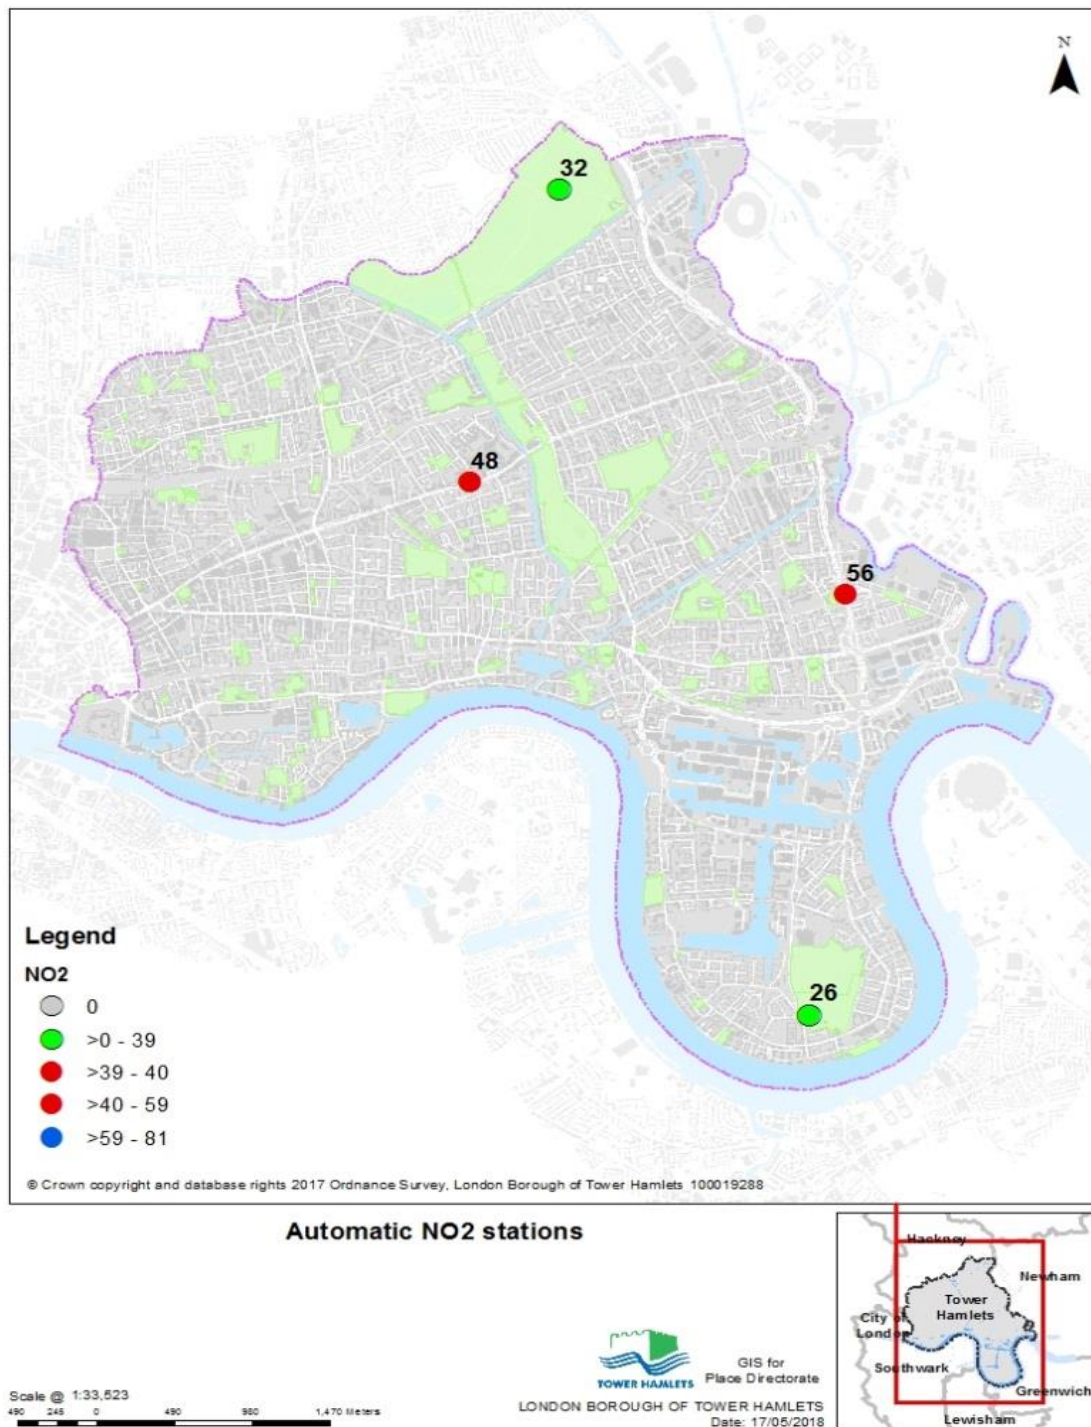 N
32
48
56
26
Legend
NO2
0
>0 - 39
>39 - 40
>40 - 59
>59 - 81
© Crown copyright and database rights 2017 Ordnance Survey, London Borough of Tower Hamlets 100019288
Automatic NO2 stations
Hackney
Newham
Tower
Hamlets
City of
London
Southwark
Greenwich
Lewisham
TOWER HAMLETS
GIS for
Place Directorate
LONDON BOROUGH OF TOWER HAMLETS
Date: 17/05/2018
Scale @ 1:33,523
490 245 0 490 980 1,470 Meters